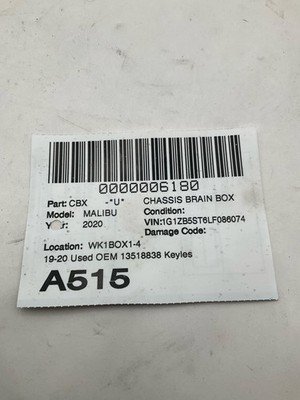 0000006180
Part: CBX -*U* CHASSIS BRAIN BOX
Model: MALIBU Condition:
Year: 2020 VIN:1G1ZB5ST6LF086074
Damage Code:
Location: WK1BOX1-4
19-20 Used OEM 13518838 Keyles
A515